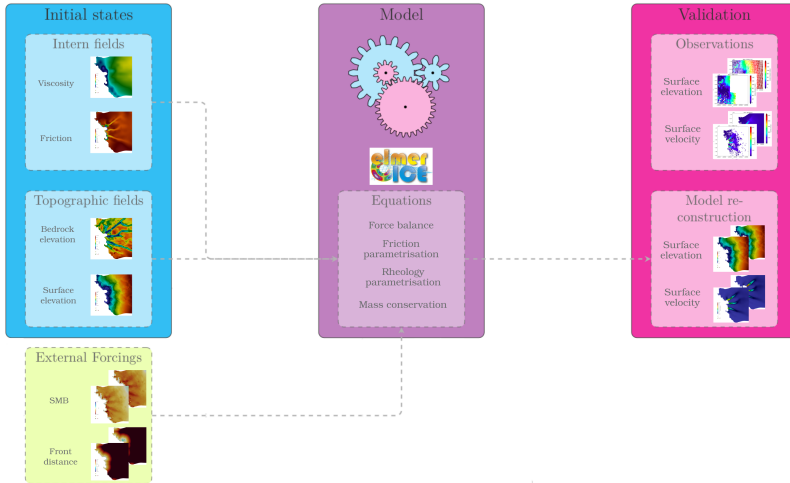 Initial states
Intern fields
Viscosity
Friction
Topographic fields
Bedrock
elevation
Surface
elevation
External Forcings
SMB
Front
distance
Model
elmer
ICE
Equations
Force balance
Friction
parametrisation
Rheology
parametrisation
Mass conservation
Validation
Observations
Surface
elevation
Surface
velocity
Model re-
construction
Surface
elevation
Surface
velocity